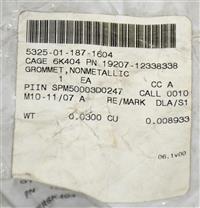 5325-01-187-1604
CAGE 6K404 PN 19207-12338338
GROMMET,NONMETALLIC
1 EA CC A
PIIN SPM5000300247 CALL 0010
M10-11/07 A RE/MARK DLA/S1
WT 0.0300 CU 0.008933
06.1v00